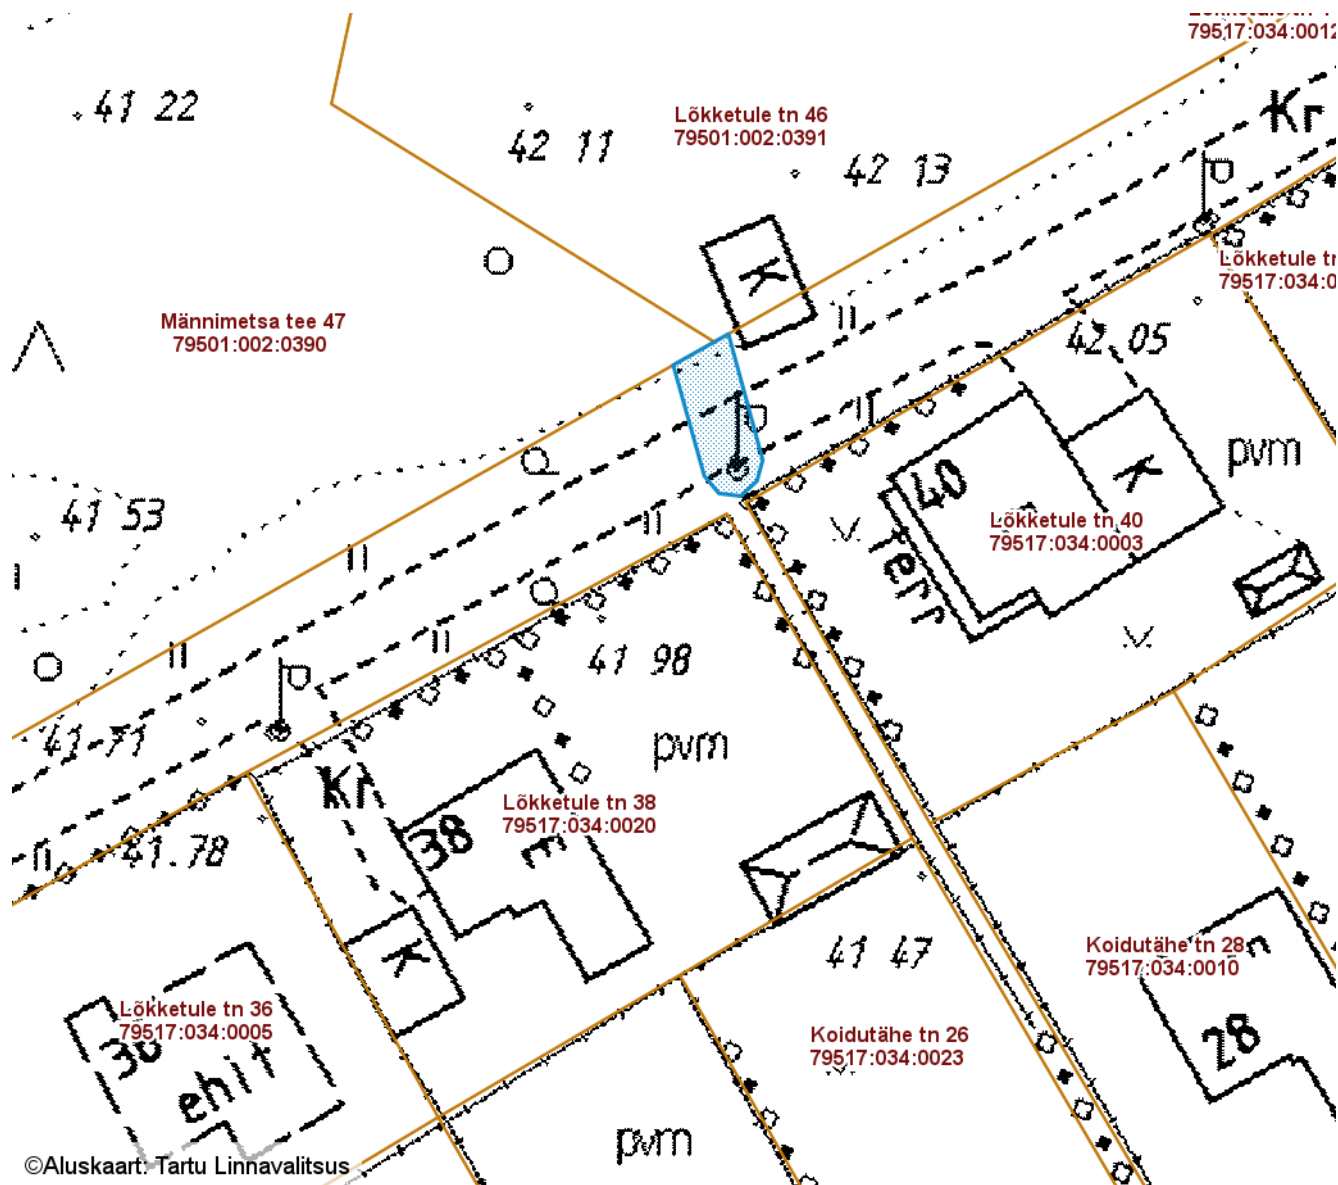 79517:034:0012
41 22
42 11
Lõkketule tn 46
79501:002:0391
42 13
Kr
K
Lõkketule
79517:034:0
Männimetsa tee 47
79501:002:0390
42.05
pvm
40
K
Lõkketule tn 40
79517:034:0003
Terr
41 53
41 98
pvm
41.71
Kr
38
E
Lõkketule tn 38
79517:034:0020
41.78
K
41 47
Koidutähe tn 28
79517:034:0010
28
Lõkketule tn 36
79517:034:0005
36
ehit
Koidutähe tn 26
79517:034:0023
pvm
©Aluskaart: Tartu Linnavalitsus